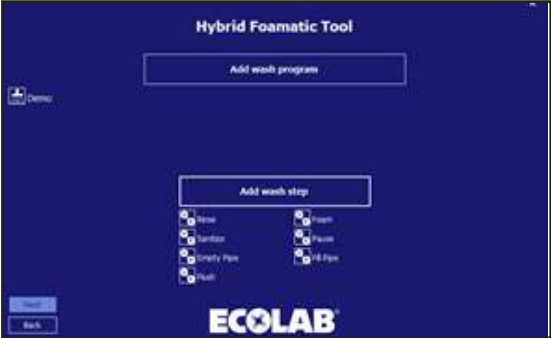 Hybrid Foamatic Tool
Add wash program
Demo
Add wash step
Rinse
Foam
Sanitize
Pause
Empty Pipe
Fill Pipe
Flush
Next
Back
ECOLAB